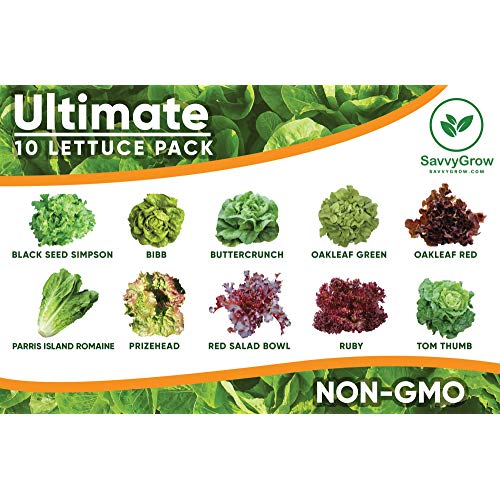 Ultimate
10 LETTUCE PACK
SavvyGrow
SAVVYGROW.COM
BLACK SEED SIMPSON
BIBB
BUTTERCRUNCH
OAKLEAF GREEN
OAKLEAF RED
PARRIS ISLAND ROMAINE
PRIZEHEAD
RED SALAD BOWL
RUBY
TOM THUMB
NON-GMO